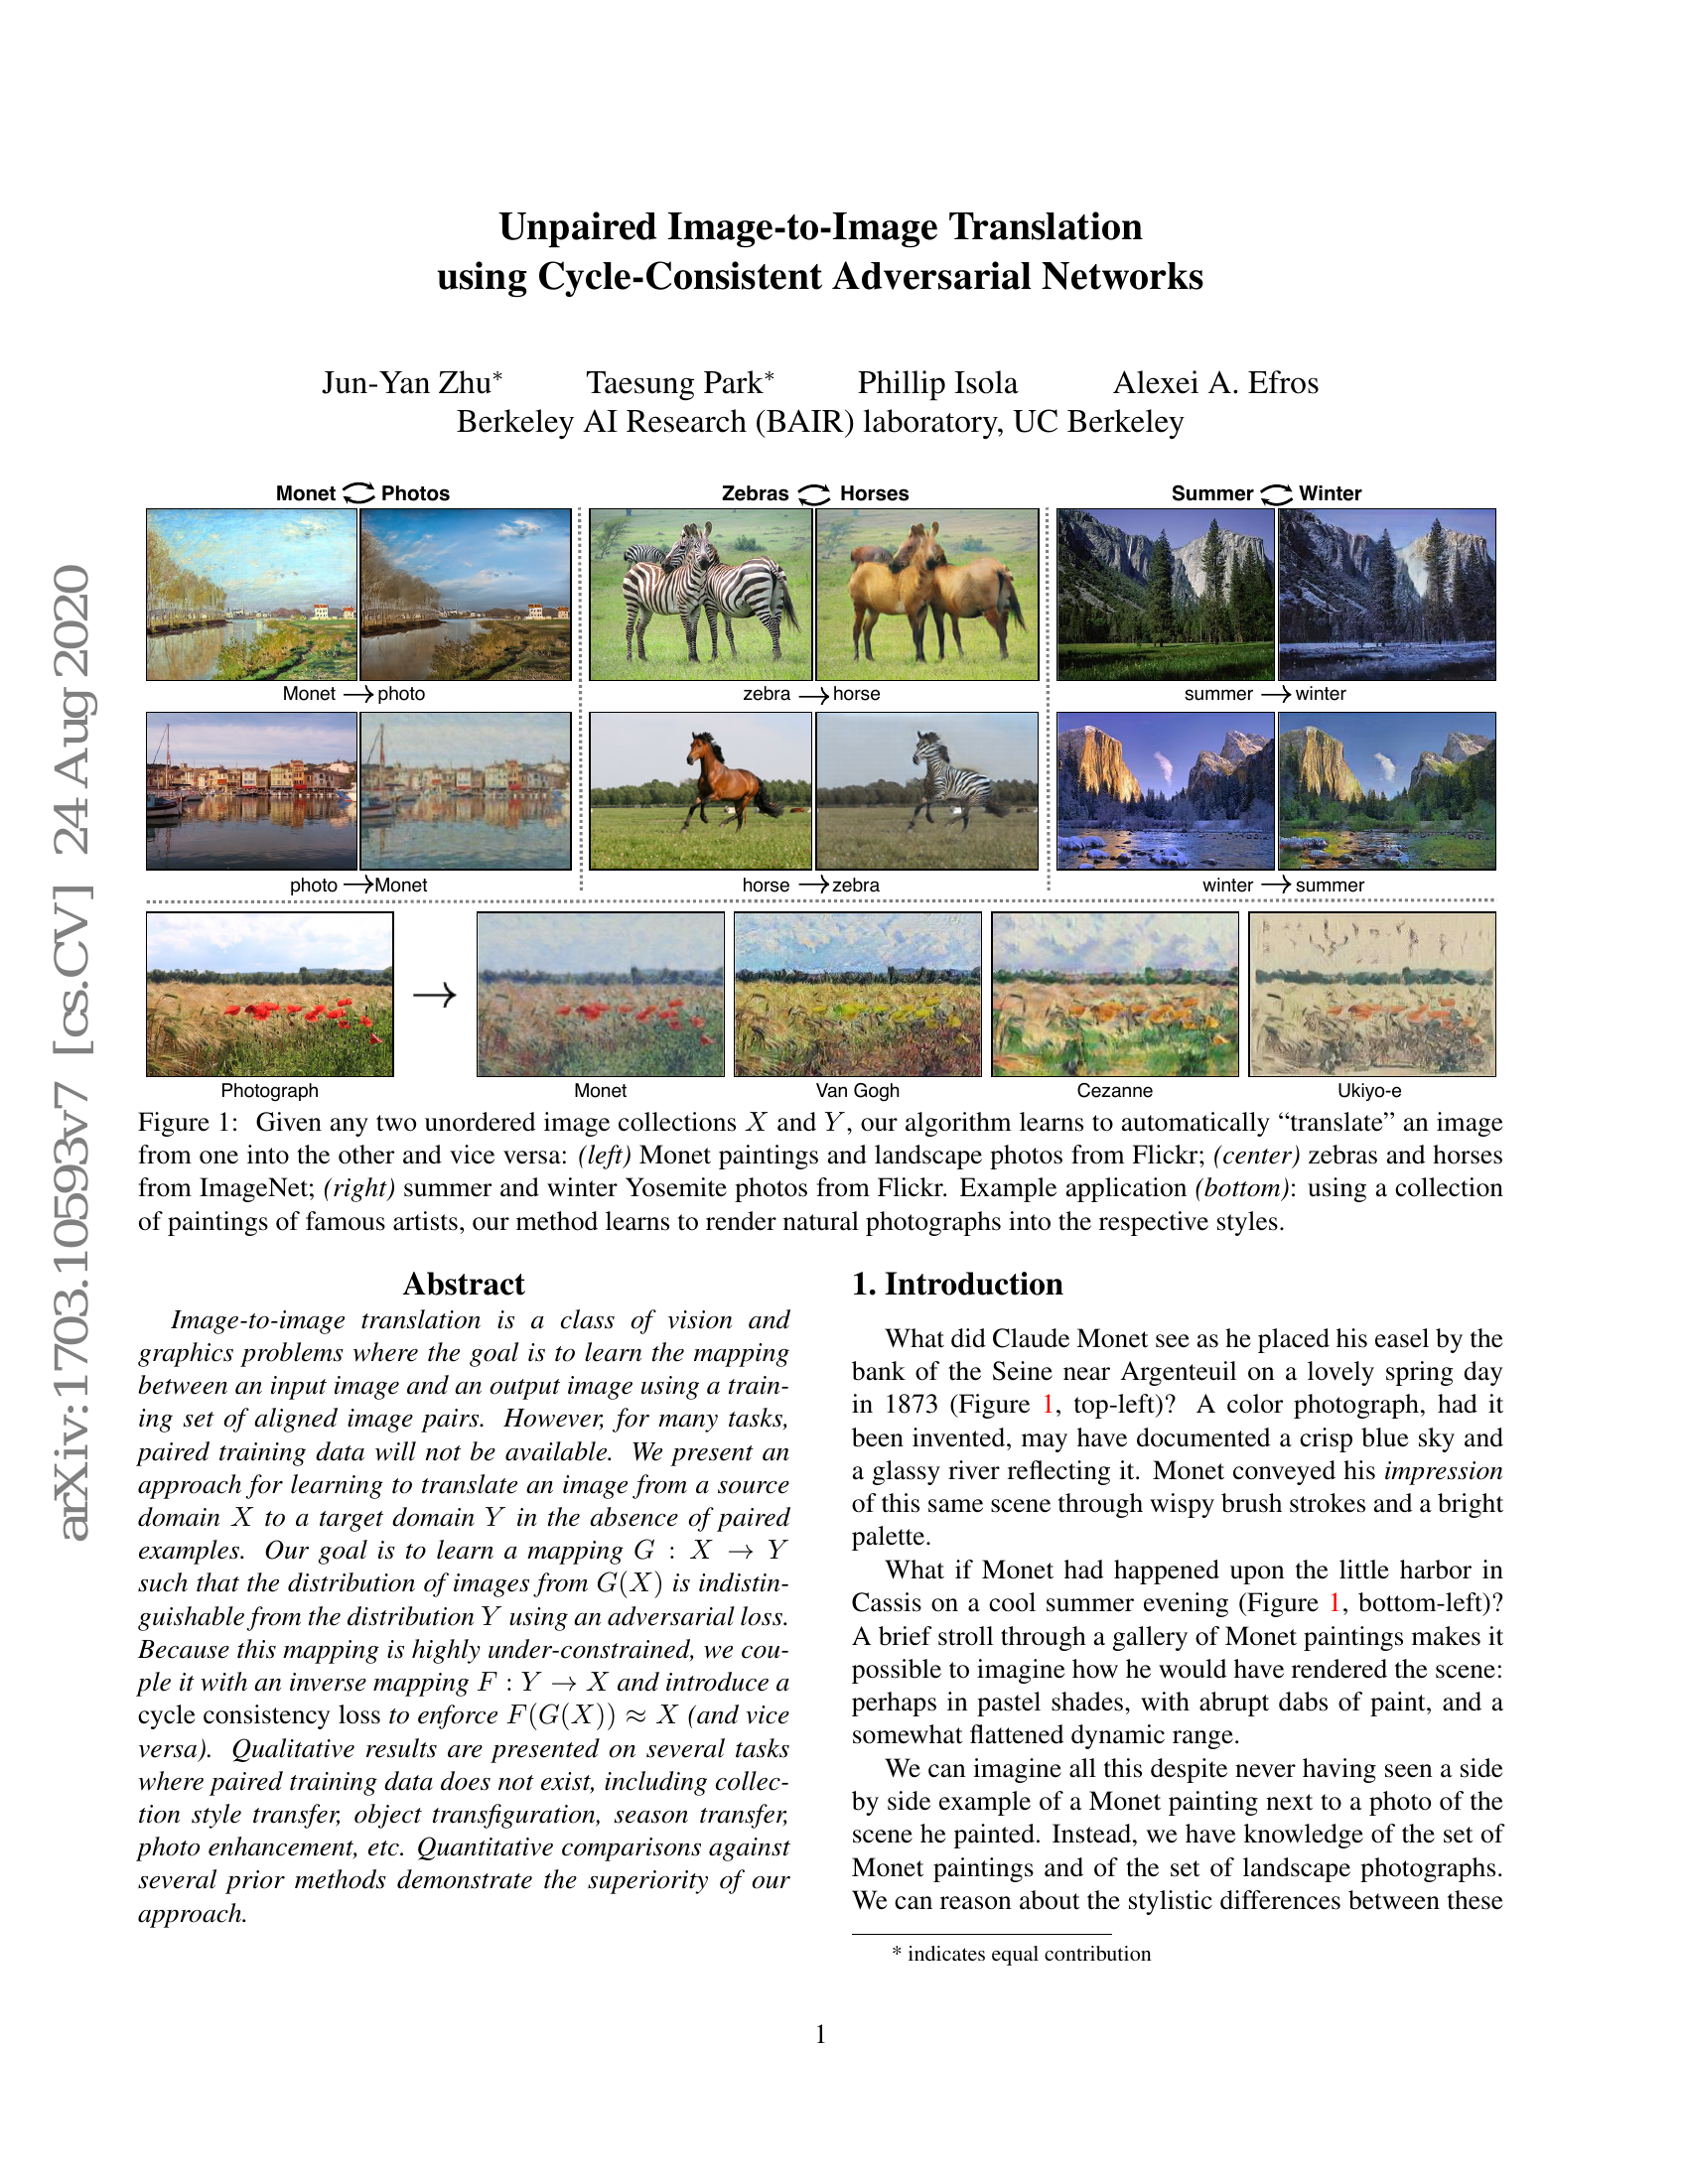 Unpaired Image-to-Image Translation
using Cycle-Consistent Adversarial Networks
Jun-Yan Zhu* Taesung Park* Phillip Isola Alexei A. Efros
Berkeley AI Research (BAIR) laboratory, UC Berkeley
Monet Photos
Zebras Horses
Summer Winter
Monet → photo
zebra → horse
summer → winter
photo → Monet
horse → zebra
winter → summer
→
Photograph
Monet
Van Gogh
Cezanne
Ukiyo-e
Figure 1: Given any two unordered image collections X and Y, our algorithm learns to automatically “translate” an image
from one into the other and vice versa: (left) Monet paintings and landscape photos from Flickr; (center) zebras and horses
from ImageNet; (right) summer and winter Yosemite photos from Flickr. Example application (bottom): using a collection
of paintings of famous artists, our method learns to render natural photographs into the respective styles.
Abstract
Image-to-image translation is a class of vision and
graphics problems where the goal is to learn the mapping
between an input image and an output image using a train-
ing set of aligned image pairs. However, for many tasks,
paired training data will not be available. We present an
approach for learning to translate an image from a source
domain X to a target domain Y in the absence of paired
examples. Our goal is to learn a mapping G : X → Y
such that the distribution of images from G(X) is indistin-
guishable from the distribution Y using an adversarial loss.
Because this mapping is highly under-constrained, we cou-
ple it with an inverse mapping F : Y → X and introduce a
cycle consistency loss to enforce F(G(X)) ≈ X (and vice
versa). Qualitative results are presented on several tasks
where paired training data does not exist, including collec-
tion style transfer, object transfiguration, season transfer,
photo enhancement, etc. Quantitative comparisons against
several prior methods demonstrate the superiority of our
approach.
1. Introduction
What did Claude Monet see as he placed his easel by the
bank of the Seine near Argenteuil on a lovely spring day
in 1873 (Figure 1, top-left)? A color photograph, had it
been invented, may have documented a crisp blue sky and
a glassy river reflecting it. Monet conveyed his impression
of this same scene through wispy brush strokes and a bright
palette.
What if Monet had happened upon the little harbor in
Cassis on a cool summer evening (Figure 1, bottom-left)?
A brief stroll through a gallery of Monet paintings makes it
possible to imagine how he would have rendered the scene:
perhaps in pastel shades, with abrupt dabs of paint, and a
somewhat flattened dynamic range.
We can imagine all this despite never having seen a side
by side example of a Monet painting next to a photo of the
scene he painted. Instead, we have knowledge of the set of
Monet paintings and of the set of landscape photographs.
We can reason about the stylistic differences between these
* indicates equal contribution
1
arXiv:1703.10593v7 [cs.CV] 24 Aug 2020